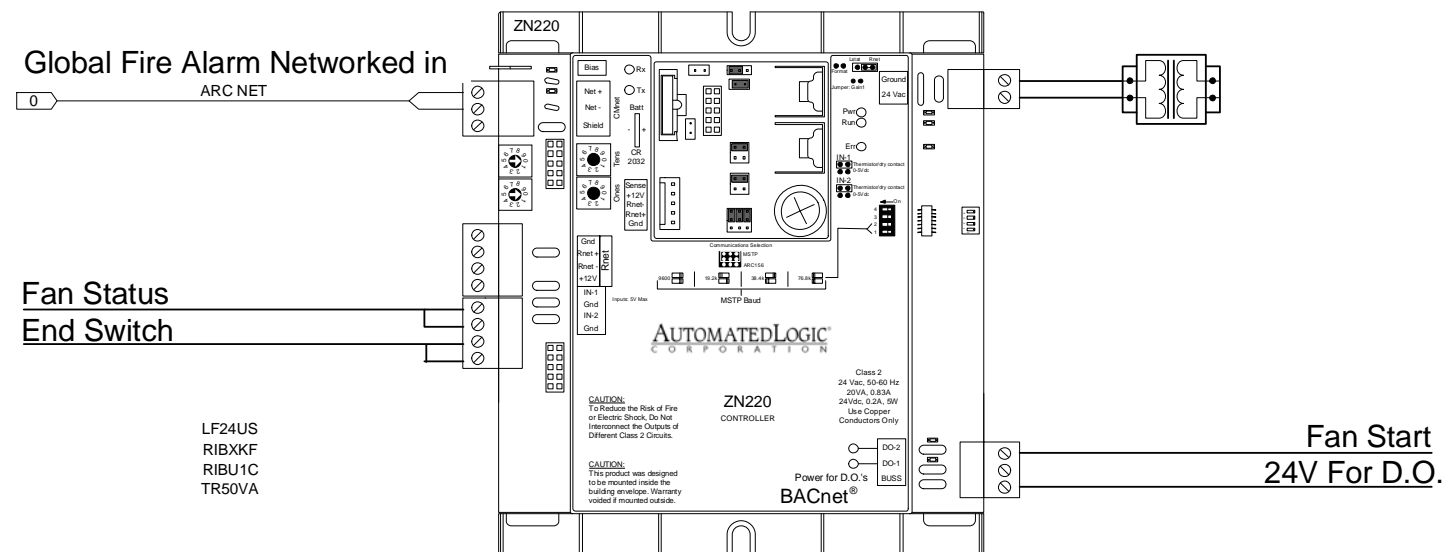 ZN220
Global Fire Alarm Networked in
ARC NET
0
Bias
Rx
Tx
Net +
Net -
Shield
CMnet
Batt
- +
CR
2032
Tens
Ones
Sense
+12V
Rnet-
Rnet+
Gnd
Format
Lstat Rnet
Jumper: Gain1
Ground
24 Vac
Pwr
Run
Err
IN-1
Thermistor/dry contact
0-5Vdc
IN-2
Thermistor/dry contact
0-5Vdc
On
4
3
2
1
Communications Selection
MSTP
ARC156
9600
19.2k
38.4k
76.8k
MSTP Baud
Gnd
Rnet +
Rnet -
+12V
Rnet
IN-1
Gnd
IN-2
Gnd
Inputs: 5V Max
Fan Status
End Switch
AUTOMATEDLOGIC®
CORPORATION
LF24US
RIBXKF
RIBU1C
TR50VA
CAUTION:
To Reduce the Risk of Fire
or Electric Shock, Do Not
Interconnect the Outputs of
Different Class 2 Circuits.
CAUTION:
This product was designed
to be mounted inside the
building envelope. Warranty
voided if mounted outside.
ZN220
CONTROLLER
Class 2
24 Vac, 50-60 Hz
20VA, 0.83A
24Vdc, 0.2A, 5W
Use Copper
Conductors Only
DO-2
DO-1
BUSS
Power for D.O.'s
BACnet®
Fan Start
24V For D.O.